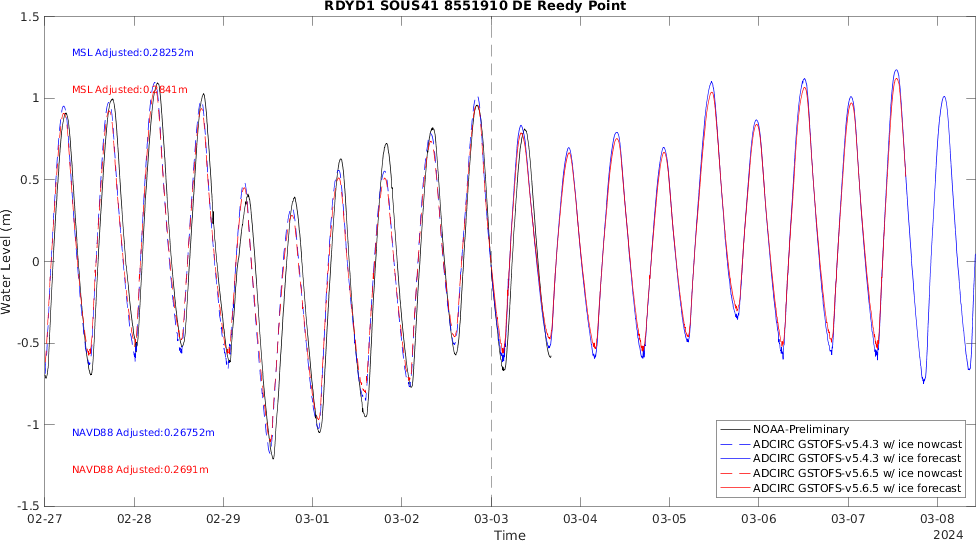 RDYD1 SOUS41 8551910 DE Reedy Point
1.5
1
0.5
0
-0.5
-1
-1.5
Water Level (m)
MSL Adjusted:0.28252m
MSL Adjusted:0.2841m
NAVD88 Adjusted:0.26752m
NAVD88 Adjusted:0.2691m
NOAA-Preliminary
ADCIRC GSTOFS-v5.4.3 w/ ice nowcast
ADCIRC GSTOFS-v5.4.3 w/ ice forecast
ADCIRC GSTOFS-v5.6.5 w/ ice nowcast
ADCIRC GSTOFS-v5.6.5 w/ ice forecast
02-27 02-28 02-29 03-01 03-02 03-03 03-04 03-05 03-06 03-07 03-08
2024
Time